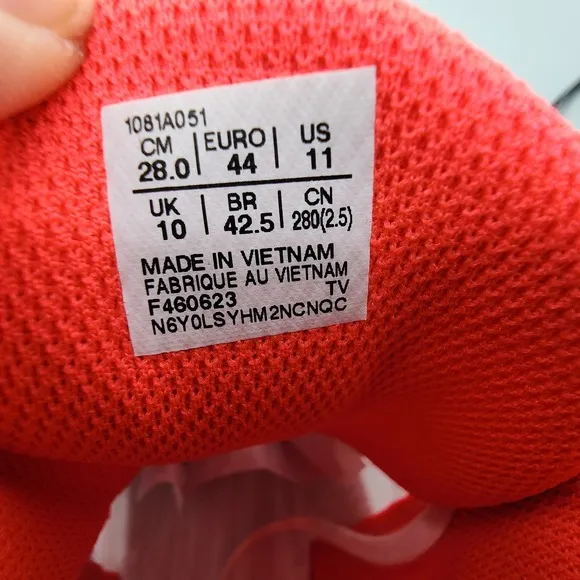 1081A051
CM | EURO | US
28.0 | 44 | 11
UK | BR | CN
10 | 42.5 | 280(2.5)
MADE IN VIETNAM
FABRIQUE AU VIETNAM
F460623 TV
N6Y0LSYHM2NCNQC